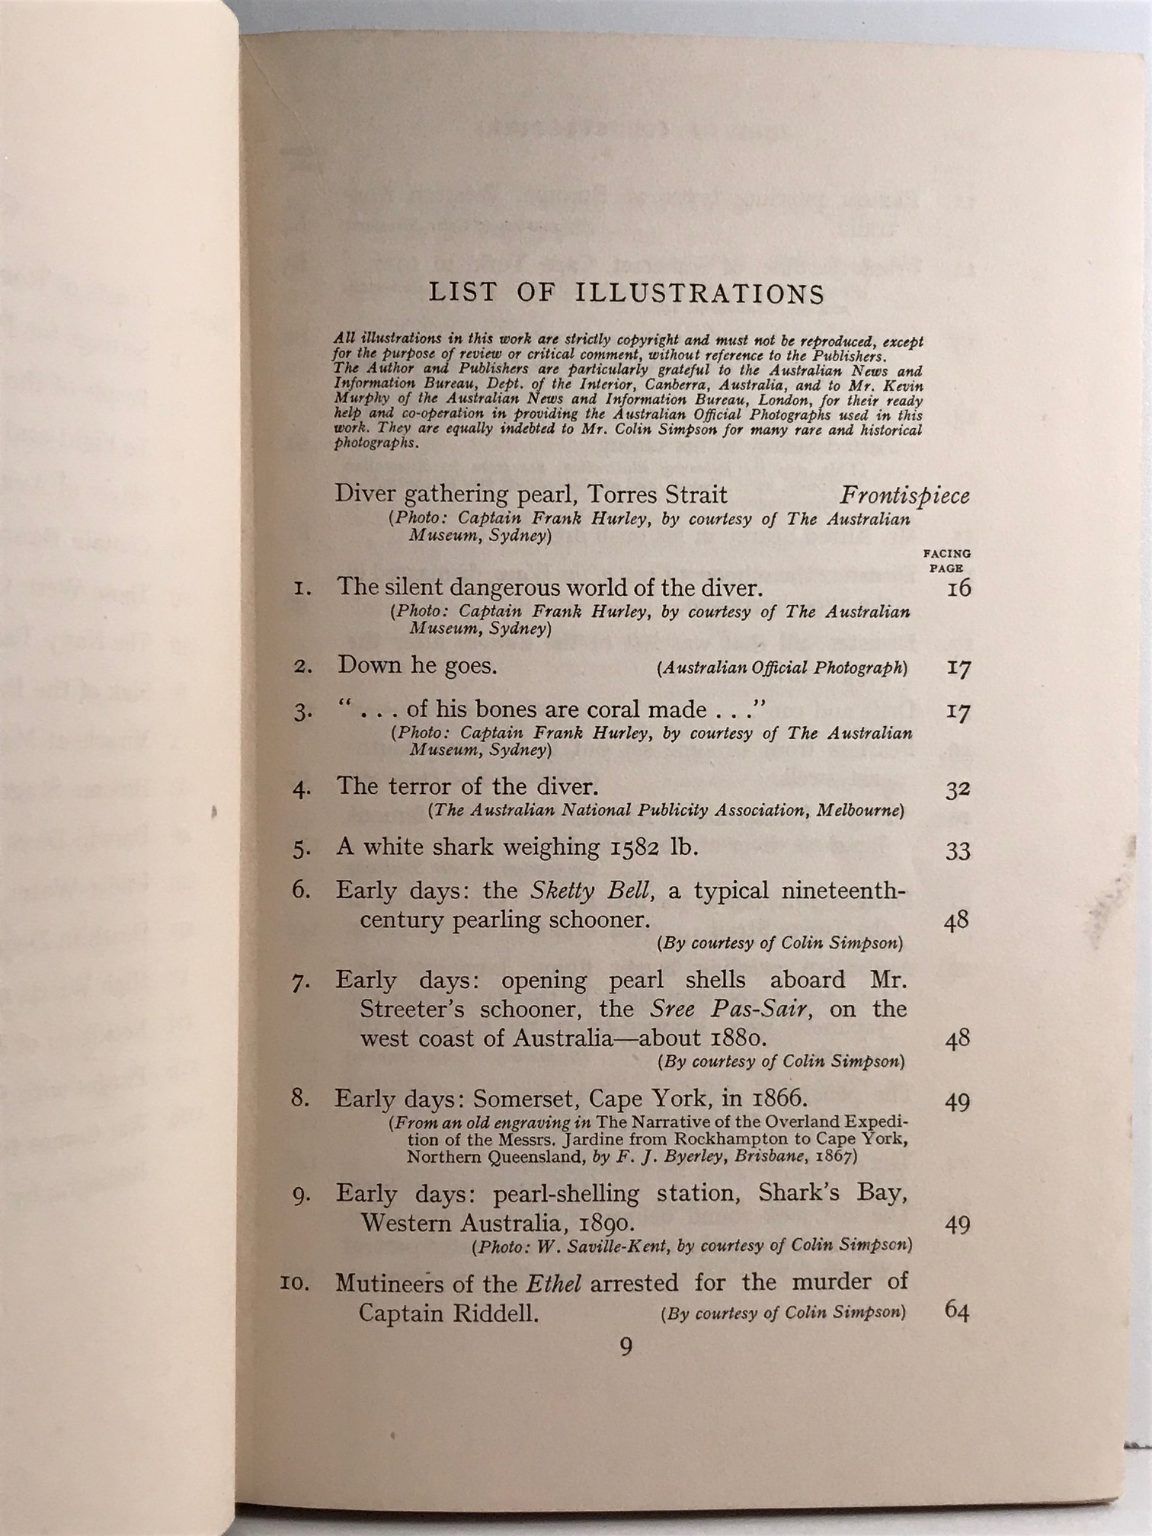 LIST OF ILLUSTRATIONS
All illustrations in this work are strictly copyright and must not be reproduced, except
for the purpose of review or critical comment, without reference to the Publishers.
The Author and Publishers are particularly grateful to the Australian News and
Information Bureau, Dept. of the Interior, Canberra, Australia, and to Mr. Kevin
Murphy of the Australian News and Information Bureau, London, for their ready
help and co-operation in providing the Australian Official Photographs used in this
work. They are equally indebted to Mr. Colin Simpson for many rare and historical
photographs.
Diver gathering pearl, Torres Strait Frontispiece
(Photo: Captain Frank Hurley, by courtesy of The Australian
Museum, Sydney)
FACING
PAGE
1. The silent dangerous world of the diver. 16
(Photo: Captain Frank Hurley, by courtesy of The Australian
Museum, Sydney)
2. Down he goes. (Australian Official Photograph) 17
3. " . . . of his bones are coral made . . ." 17
(Photo: Captain Frank Hurley, by courtesy of The Australian
Museum, Sydney)
4. The terror of the diver. 32
(The Australian National Publicity Association, Melbourne)
5. A white shark weighing 1582 lb. 33
6. Early days: the Sketty Bell, a typical nineteenth-
century pearling schooner. 48
(By courtesy of Colin Simpson)
7. Early days: opening pearl shells aboard Mr.
Streeter's schooner, the Sree Pas-Sair, on the
west coast of Australia—about 1880. 48
(By courtesy of Colin Simpson)
8. Early days: Somerset, Cape York, in 1866. 49
(From an old engraving in The Narrative of the Overland Expedi-
tion of the Messrs. Jardine from Rockhampton to Cape York,
Northern Queensland, by F. J. Byerley, Brisbane, 1867)
9. Early days: pearl-shelling station, Shark's Bay,
Western Australia, 1890. 49
(Photo: W. Saville-Kent, by courtesy of Colin Simpson)
10. Mutineers of the Ethel arrested for the murder of
Captain Riddell. (By courtesy of Colin Simpson) 64
9